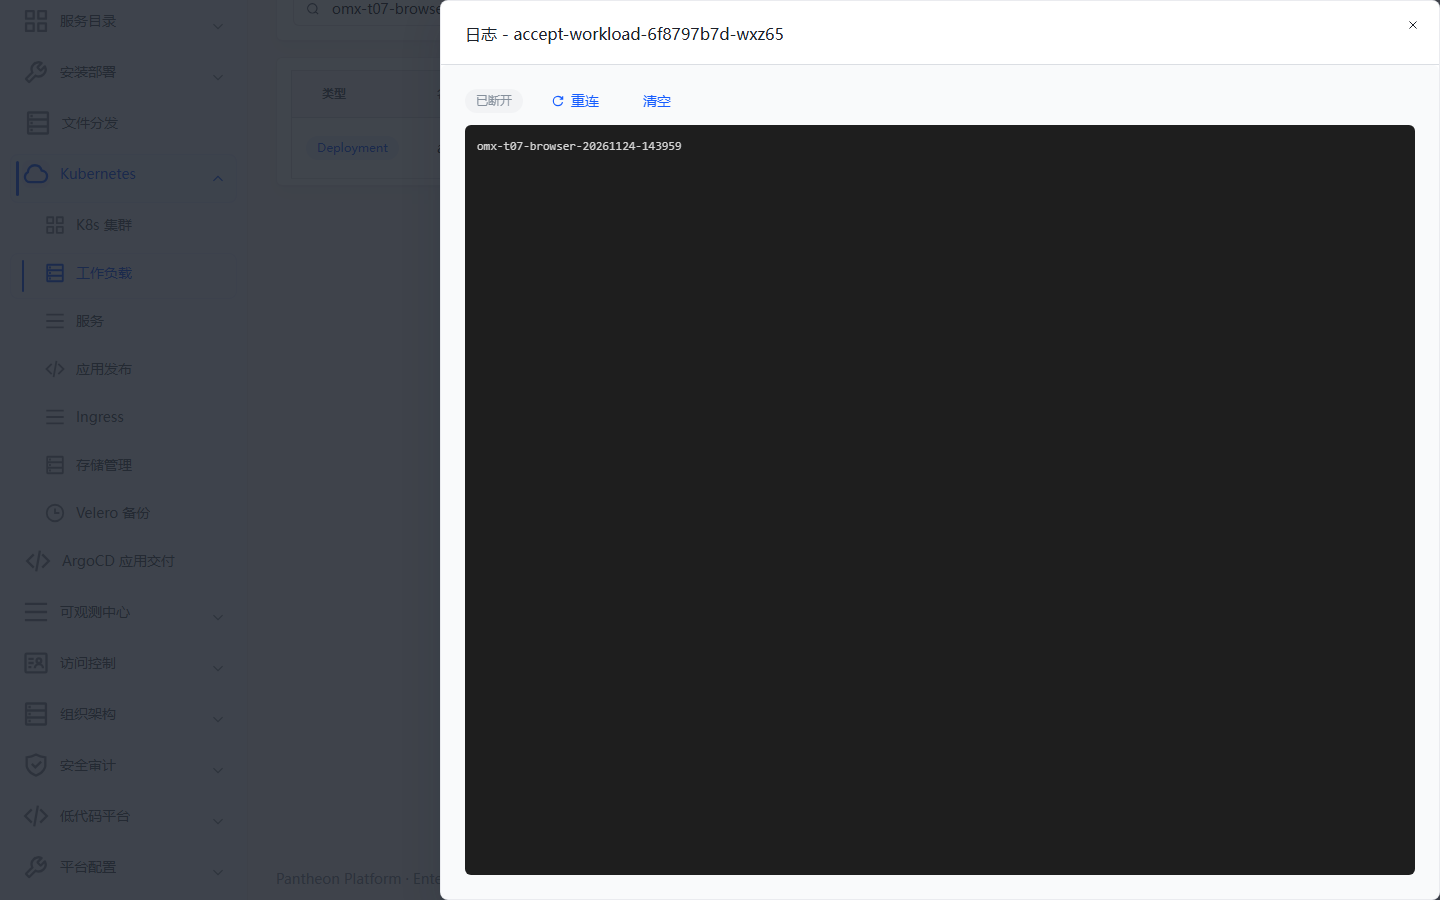 服务目录
安装部署
文件分发
Kubernetes
K8s 集群
工作负载
服务
应用发布
Ingress
存储管理
Velero 备份
ArgoCD 应用交付
可观测中心
访问控制
组织架构
安全审计
低代码平台
平台配置
omx-t07-browse
类型
Deployment
Pantheon Platform · Ente
日志 - accept-workload-6f8797b7d-wxz65
已断开
重连
清空
omx-t07-browser-20261124-143959